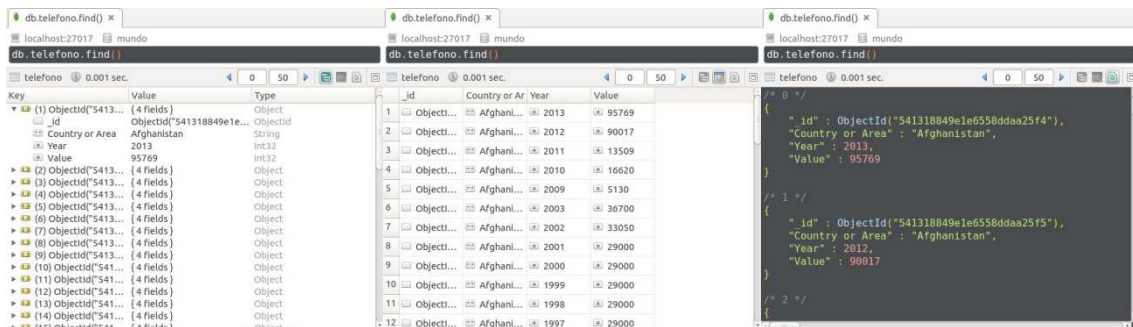 db.telefono.find() ×
localhost:27017 mundo
db.telefono.find()
telefono 0.001 sec. 0 50
Key Value Type
(1) ObjectId("5413... { 4 fields } Object
_id ObjectId("541318849e1e... ObjectId
Country or Area Afghanistan String
Year 2013 Int32
Value 95769 Int32
(2) ObjectId("5413... { 4 fields } Object
(3) ObjectId("5413... { 4 fields } Object
(4) ObjectId("5413... { 4 fields } Object
(5) ObjectId("5413... { 4 fields } Object
(6) ObjectId("5413... { 4 fields } Object
(7) ObjectId("5413... { 4 fields } Object
(8) ObjectId("5413... { 4 fields } Object
(9) ObjectId("5413... { 4 fields } Object
(10) ObjectId("541... { 4 fields } Object
(11) ObjectId("541... { 4 fields } Object
(12) ObjectId("541... { 4 fields } Object
(13) ObjectId("541... { 4 fields } Object
(14) ObjectId("541... { 4 fields } Object
db.telefono.find() ×
localhost:27017 mundo
db.telefono.find()
telefono 0.001 sec. 0 50
_id Country or Ar Year Value
1 ObjectI... Afghani... 2013 95769
2 ObjectI... Afghani... 2012 90017
3 ObjectI... Afghani... 2011 13509
4 ObjectI... Afghani... 2010 16620
5 ObjectI... Afghani... 2009 5130
6 ObjectI... Afghani... 2003 36700
7 ObjectI... Afghani... 2002 33050
8 ObjectI... Afghani... 2001 29000
9 ObjectI... Afghani... 2000 29000
10 ObjectI... Afghani... 1999 29000
11 ObjectI... Afghani... 1998 29000
12 ObjectI... Afghani... 1997 29000
db.telefono.find() ×
localhost:27017 mundo
db.telefono.find()
telefono 0.001 sec. 0 50
/* 0 */
{
"_id" : ObjectId("541318849e1e6558ddaa25f4"),
"Country or Area" : "Afghanistan",
"Year" : 2013,
"Value" : 95769
}
/* 1 */
{
"_id" : ObjectId("541318849e1e6558ddaa25f5"),
"Country or Area" : "Afghanistan",
"Year" : 2012,
"Value" : 90017
}
/* 2 */
{